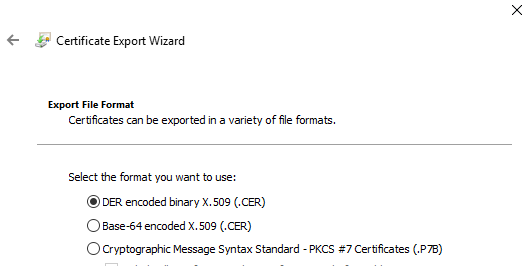 Certificate Export Wizard
Export File Format
Certificates can be exported in a variety of file formats.
Select the format you want to use:
DER encoded binary X.509 (.CER)
Base-64 encoded X.509 (.CER)
Cryptographic Message Syntax Standard - PKCS #7 Certificates (.P7B)